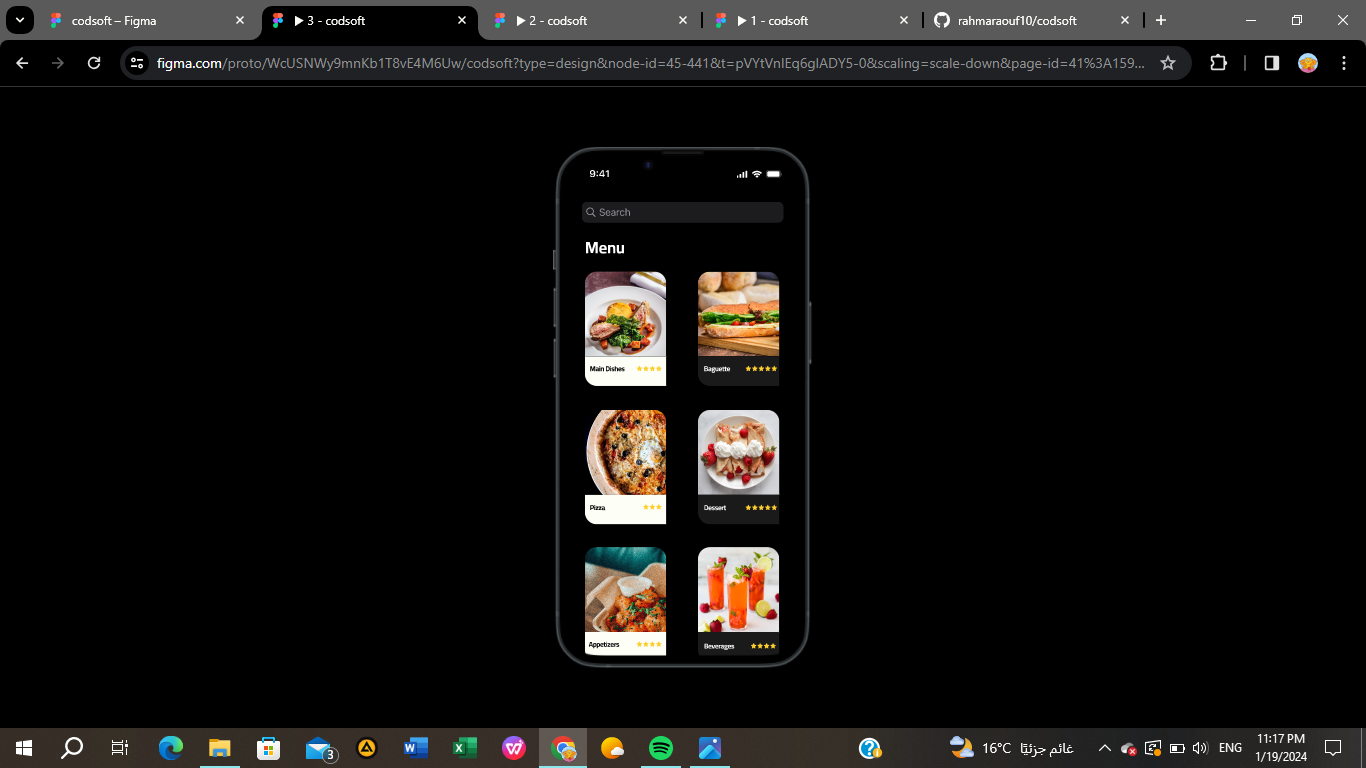 codsoft – Figma
3 - codsoft
2 - codsoft
1 - codsoft
rahmaraouf10/codsoft
figma.com/proto/WcUSNWy9mnKb1T8vE4M6Uw/codsoft?type=design&node-id=45-441&t=pVYtVnlEq6glADY5-0&scaling=scale-down&page-id=41%3A159...
9:41
Search
Menu
Main Dishes
Baguette
Pizza
Dessert
Appetizers
Beverages
3
16°C غائم جزئيًا
ENG
11:17 PM
1/19/2024